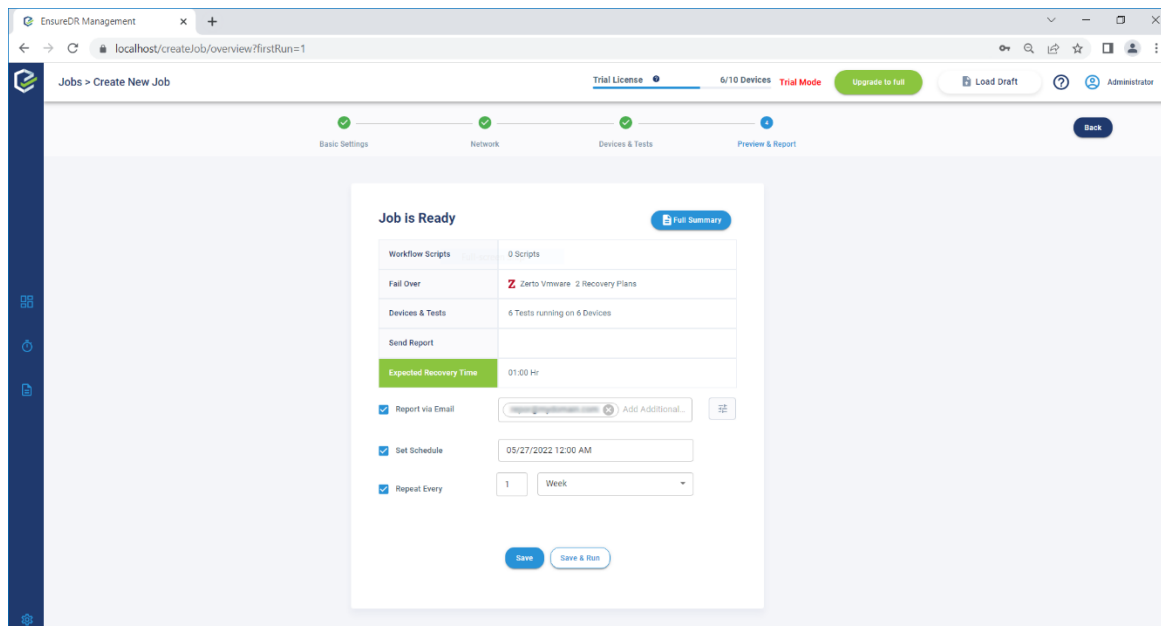 EnsureDR Management
localhost/createJob/overview?firstRun=1
Jobs > Create New Job
Trial License
6/10 Devices Trial Mode
Upgrade to full
Load Draft
Administrator
Basic Settings
Network
Devices & Tests
4
Preview & Report
Back
Job is Ready
Full Summary
Workflow Scripts 0 Scripts
Fail Over Z Zerto Vmware 2 Recovery Plans
Devices & Tests 6 Tests running on 6 Devices
Send Report
Expected Recovery Time 01:00 Hr
Report via Email Add Additional...
Set Schedule 05/27/2022 12:00 AM
Repeat Every 1 Week
Save Save & Run